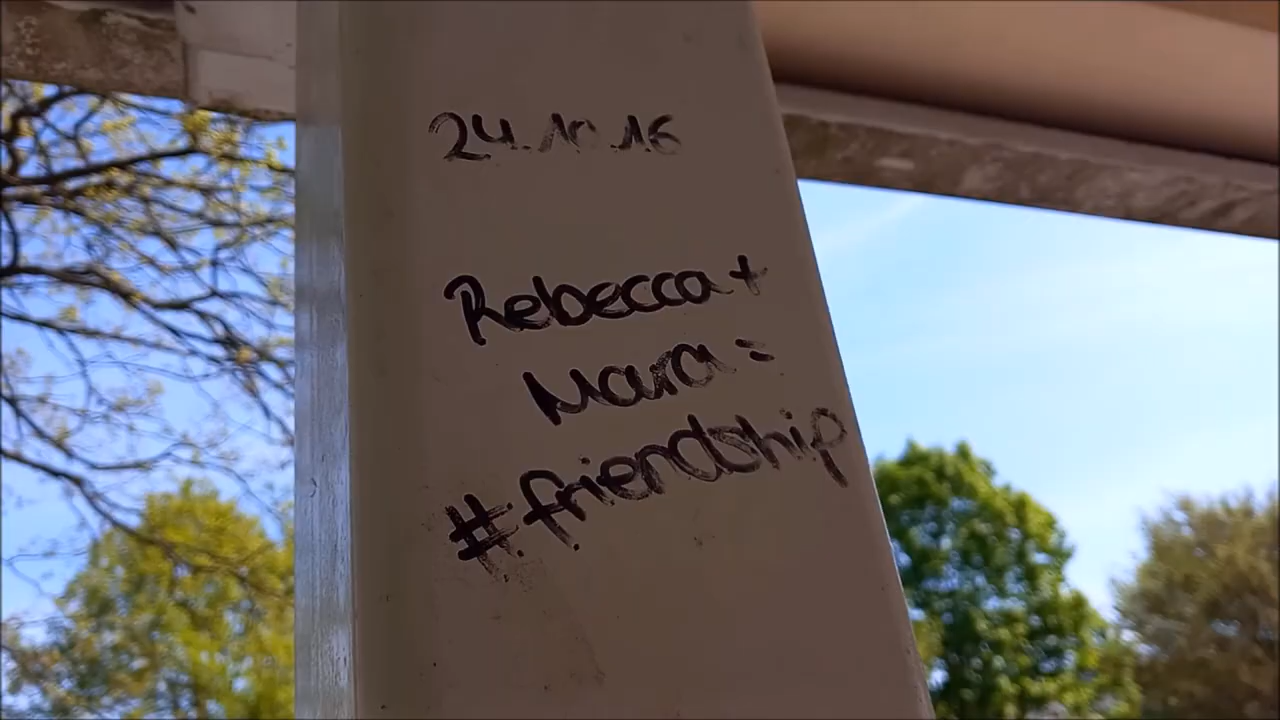 24.10.16
Rebecca +
Mara =
#friendship